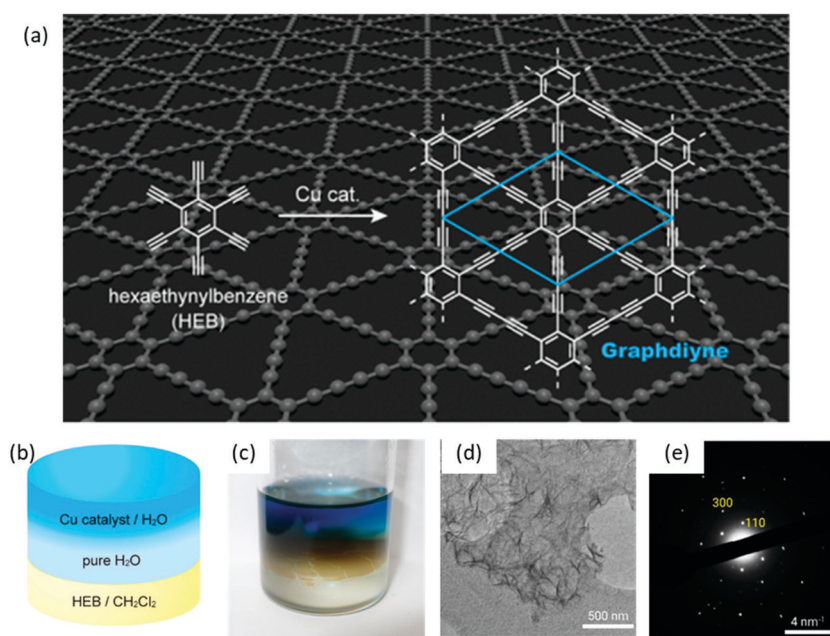 (a)
Cu cat.
hexaethynylbenzene
(HEB)
Graphdiyne
(b)
Cu catalyst / H₂O
pure H₂O
HEB / CH₂Cl₂
(c)
(d)
500 nm
(e)
300
110
4 nm⁻¹